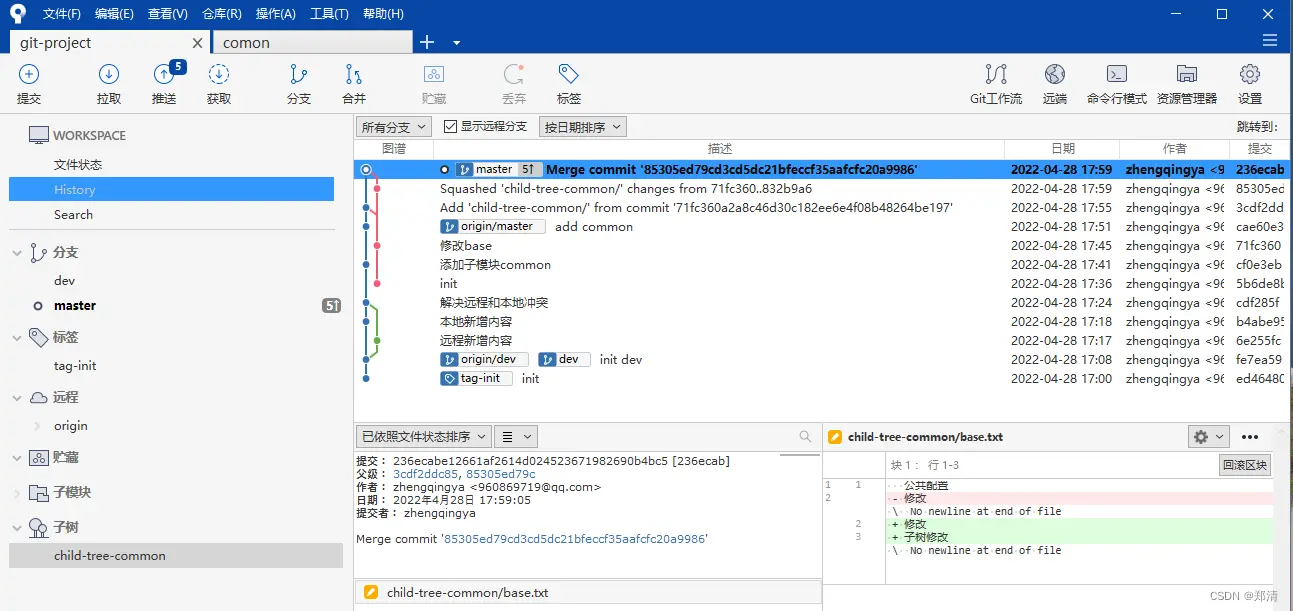 文件(F) 编辑(E) 查看(V) 仓库(R) 操作(A) 工具(T) 帮助(H)
git-project comon
5
提交 拉取 推送 获取 分支 合并 贮藏 丢弃 标签 Git工作流 远端 命令行模式 资源管理器 设置
WORKSPACE
文件状态
History
Search
分支
dev
master 5↑
标签
tag-init
远程
origin
贮藏
子模块
子树
child-tree-common
所有分支 显示远程分支 按日期排序 跳转到:
图谱 描述 日期 作者 提交
master 5↑ Merge commit '85305ed79cd3cd5dc21bfeccf35aafcfc20a9986' 2022-04-28 17:59 zhengqingya <9 236ecab
Squashed 'child-tree-common/' changes from 71fc360..832b9a6 2022-04-28 17:59 zhengqingya <96 85305ed
Add 'child-tree-common/' from commit '71fc360a2a8c46d30c182ee6e4f08b48264be197' 2022-04-28 17:55 zhengqingya <96 3cdf2dd
origin/master add common 2022-04-28 17:51 zhengqingya <96 cae60e3
修改base 2022-04-28 17:45 zhengqingya <96 71fc360
添加子模块common 2022-04-28 17:41 zhengqingya <96 cf0e3eb
init 2022-04-28 17:36 zhengqingya <96 5b6de8b
解决远程和本地冲突 2022-04-28 17:24 zhengqingya <96 cdf285f
本地新增内容 2022-04-28 17:18 zhengqingya <96 b4abe95
远程新增内容 2022-04-28 17:17 zhengqingya <96 6e255fc
origin/dev dev init dev 2022-04-28 17:08 zhengqingya <96 fe7ea59
tag-init init 2022-04-28 17:00 zhengqingya <96 ed46480
已依照文件状态排序
提交： 236ecabe12661af2614d024523671982690b4bc5 [236ecab]
父级： 3cdf2ddc85, 85305ed79c
作者： zhengqingya <960869719@qq.com>
日期： 2022年4月28日 17:59:05
提交者： zhengqingya
Merge commit '85305ed79cd3cd5dc21bfeccf35aafcfc20a9986'
child-tree-common/base.txt
child-tree-common/base.txt
块 1： 行 1-3 回滚区块
1 1 公共配置
2 - 修改
\ No newline at end of file
2 + 修改
3 + 子树修改
\ No newline at end of file
CSDN @郑清